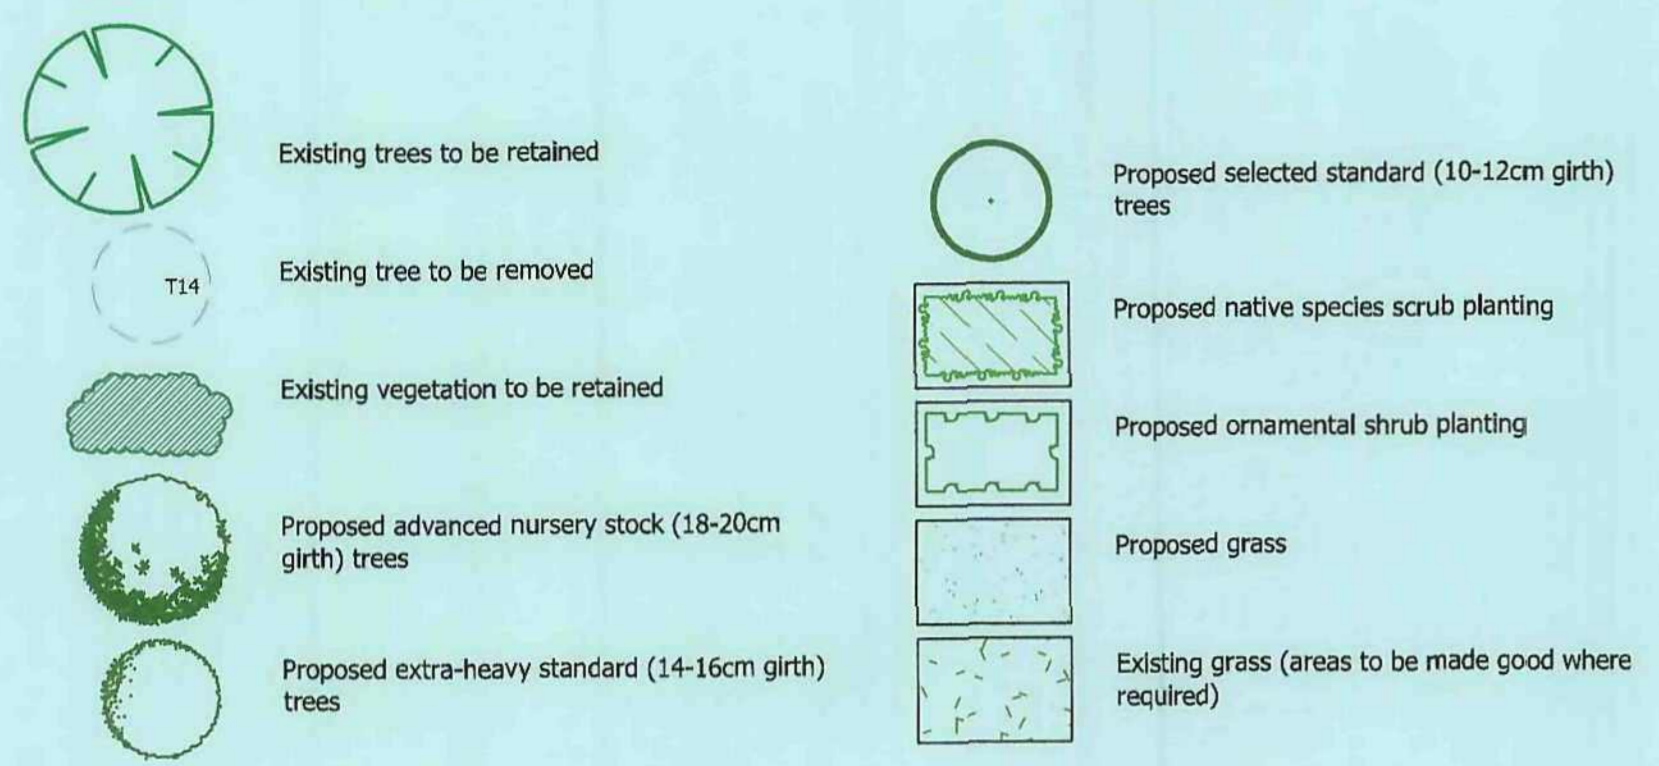 Existing trees to be retained
T14
Existing tree to be removed
Existing vegetation to be retained
Proposed advanced nursery stock (18-20cm
girth) trees
Proposed extra-heavy standard (14-16cm girth)
trees
Proposed selected standard (10-12cm girth)
trees
Proposed native species scrub planting
Proposed ornamental shrub planting
Proposed grass
Existing grass (areas to be made good where
required)